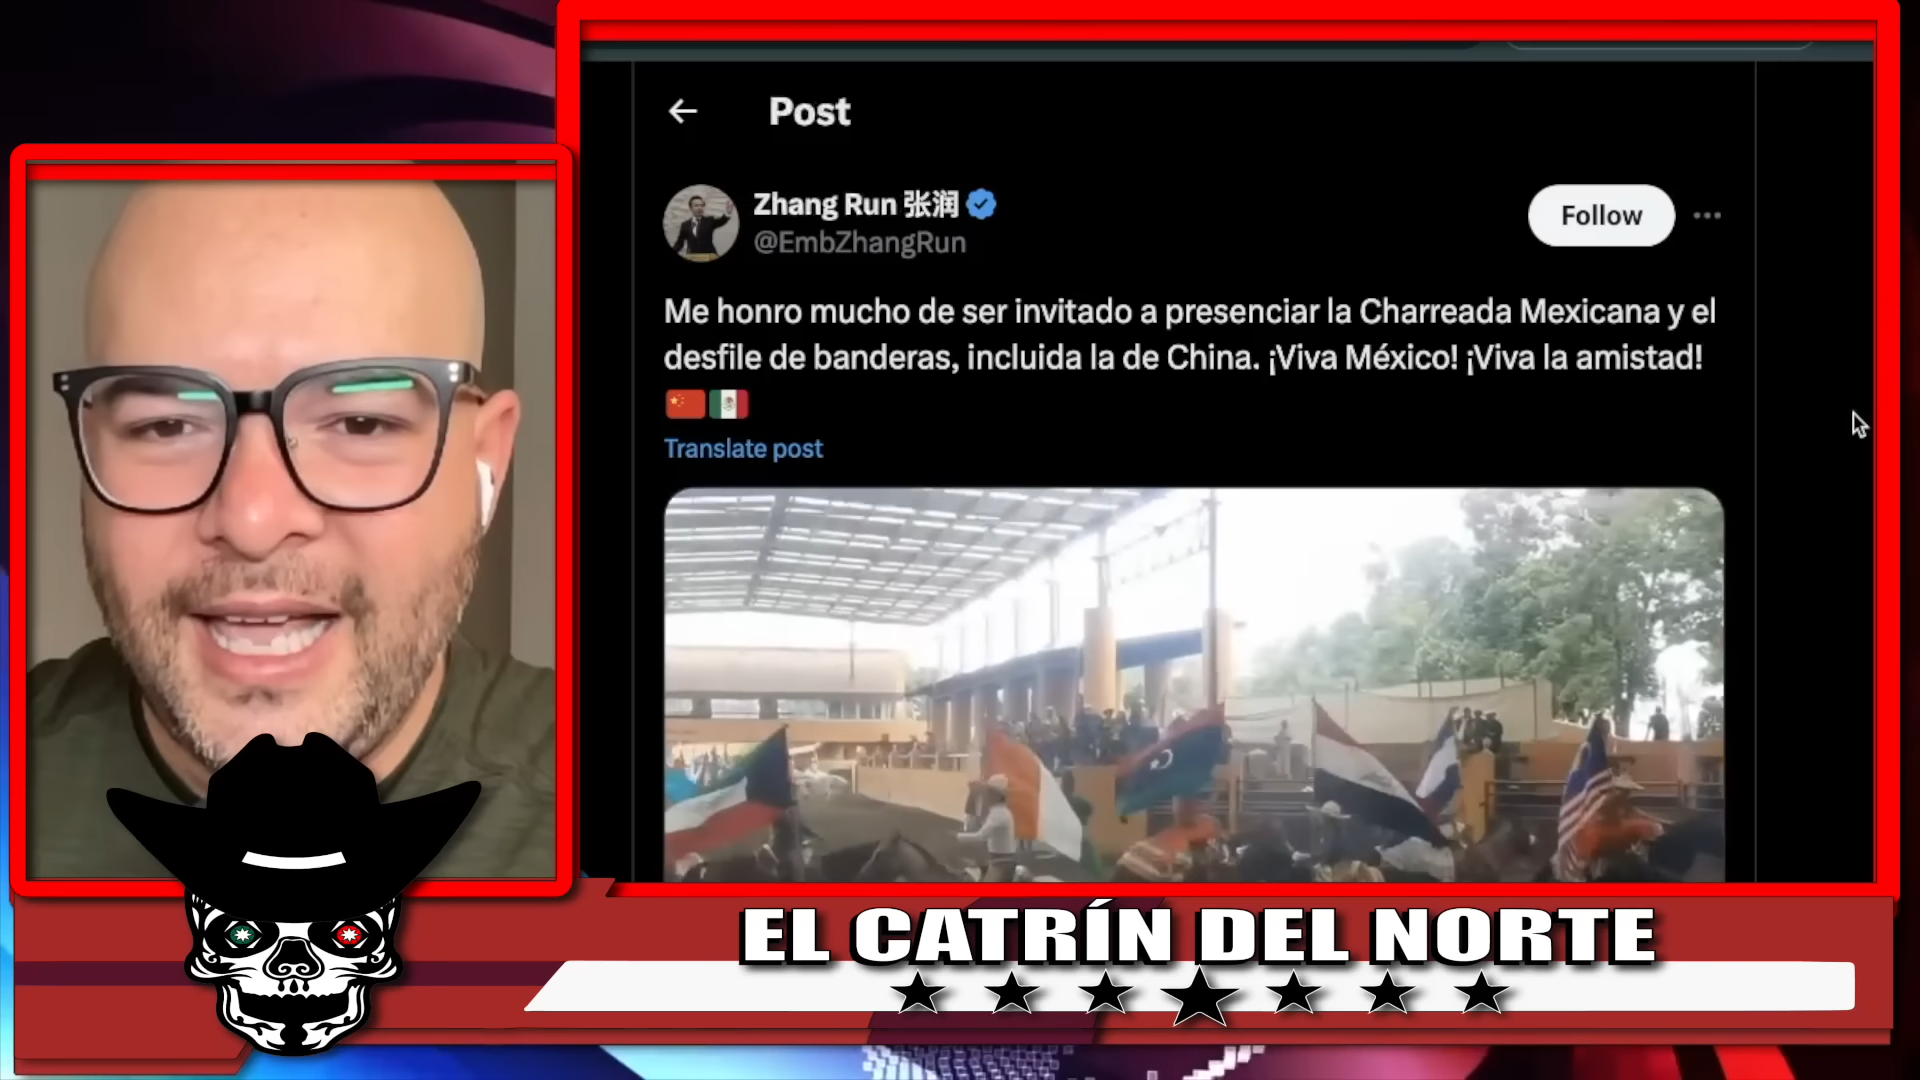 Post
Zhang Run 张润
@EmbZhangRun
Follow
Me honro mucho de ser invitado a presenciar la Charreada Mexicana y el
desfile de banderas, incluida la de China. ¡Viva México! ¡Viva la amistad!
Translate post
EL CATRÍN DEL NORTE